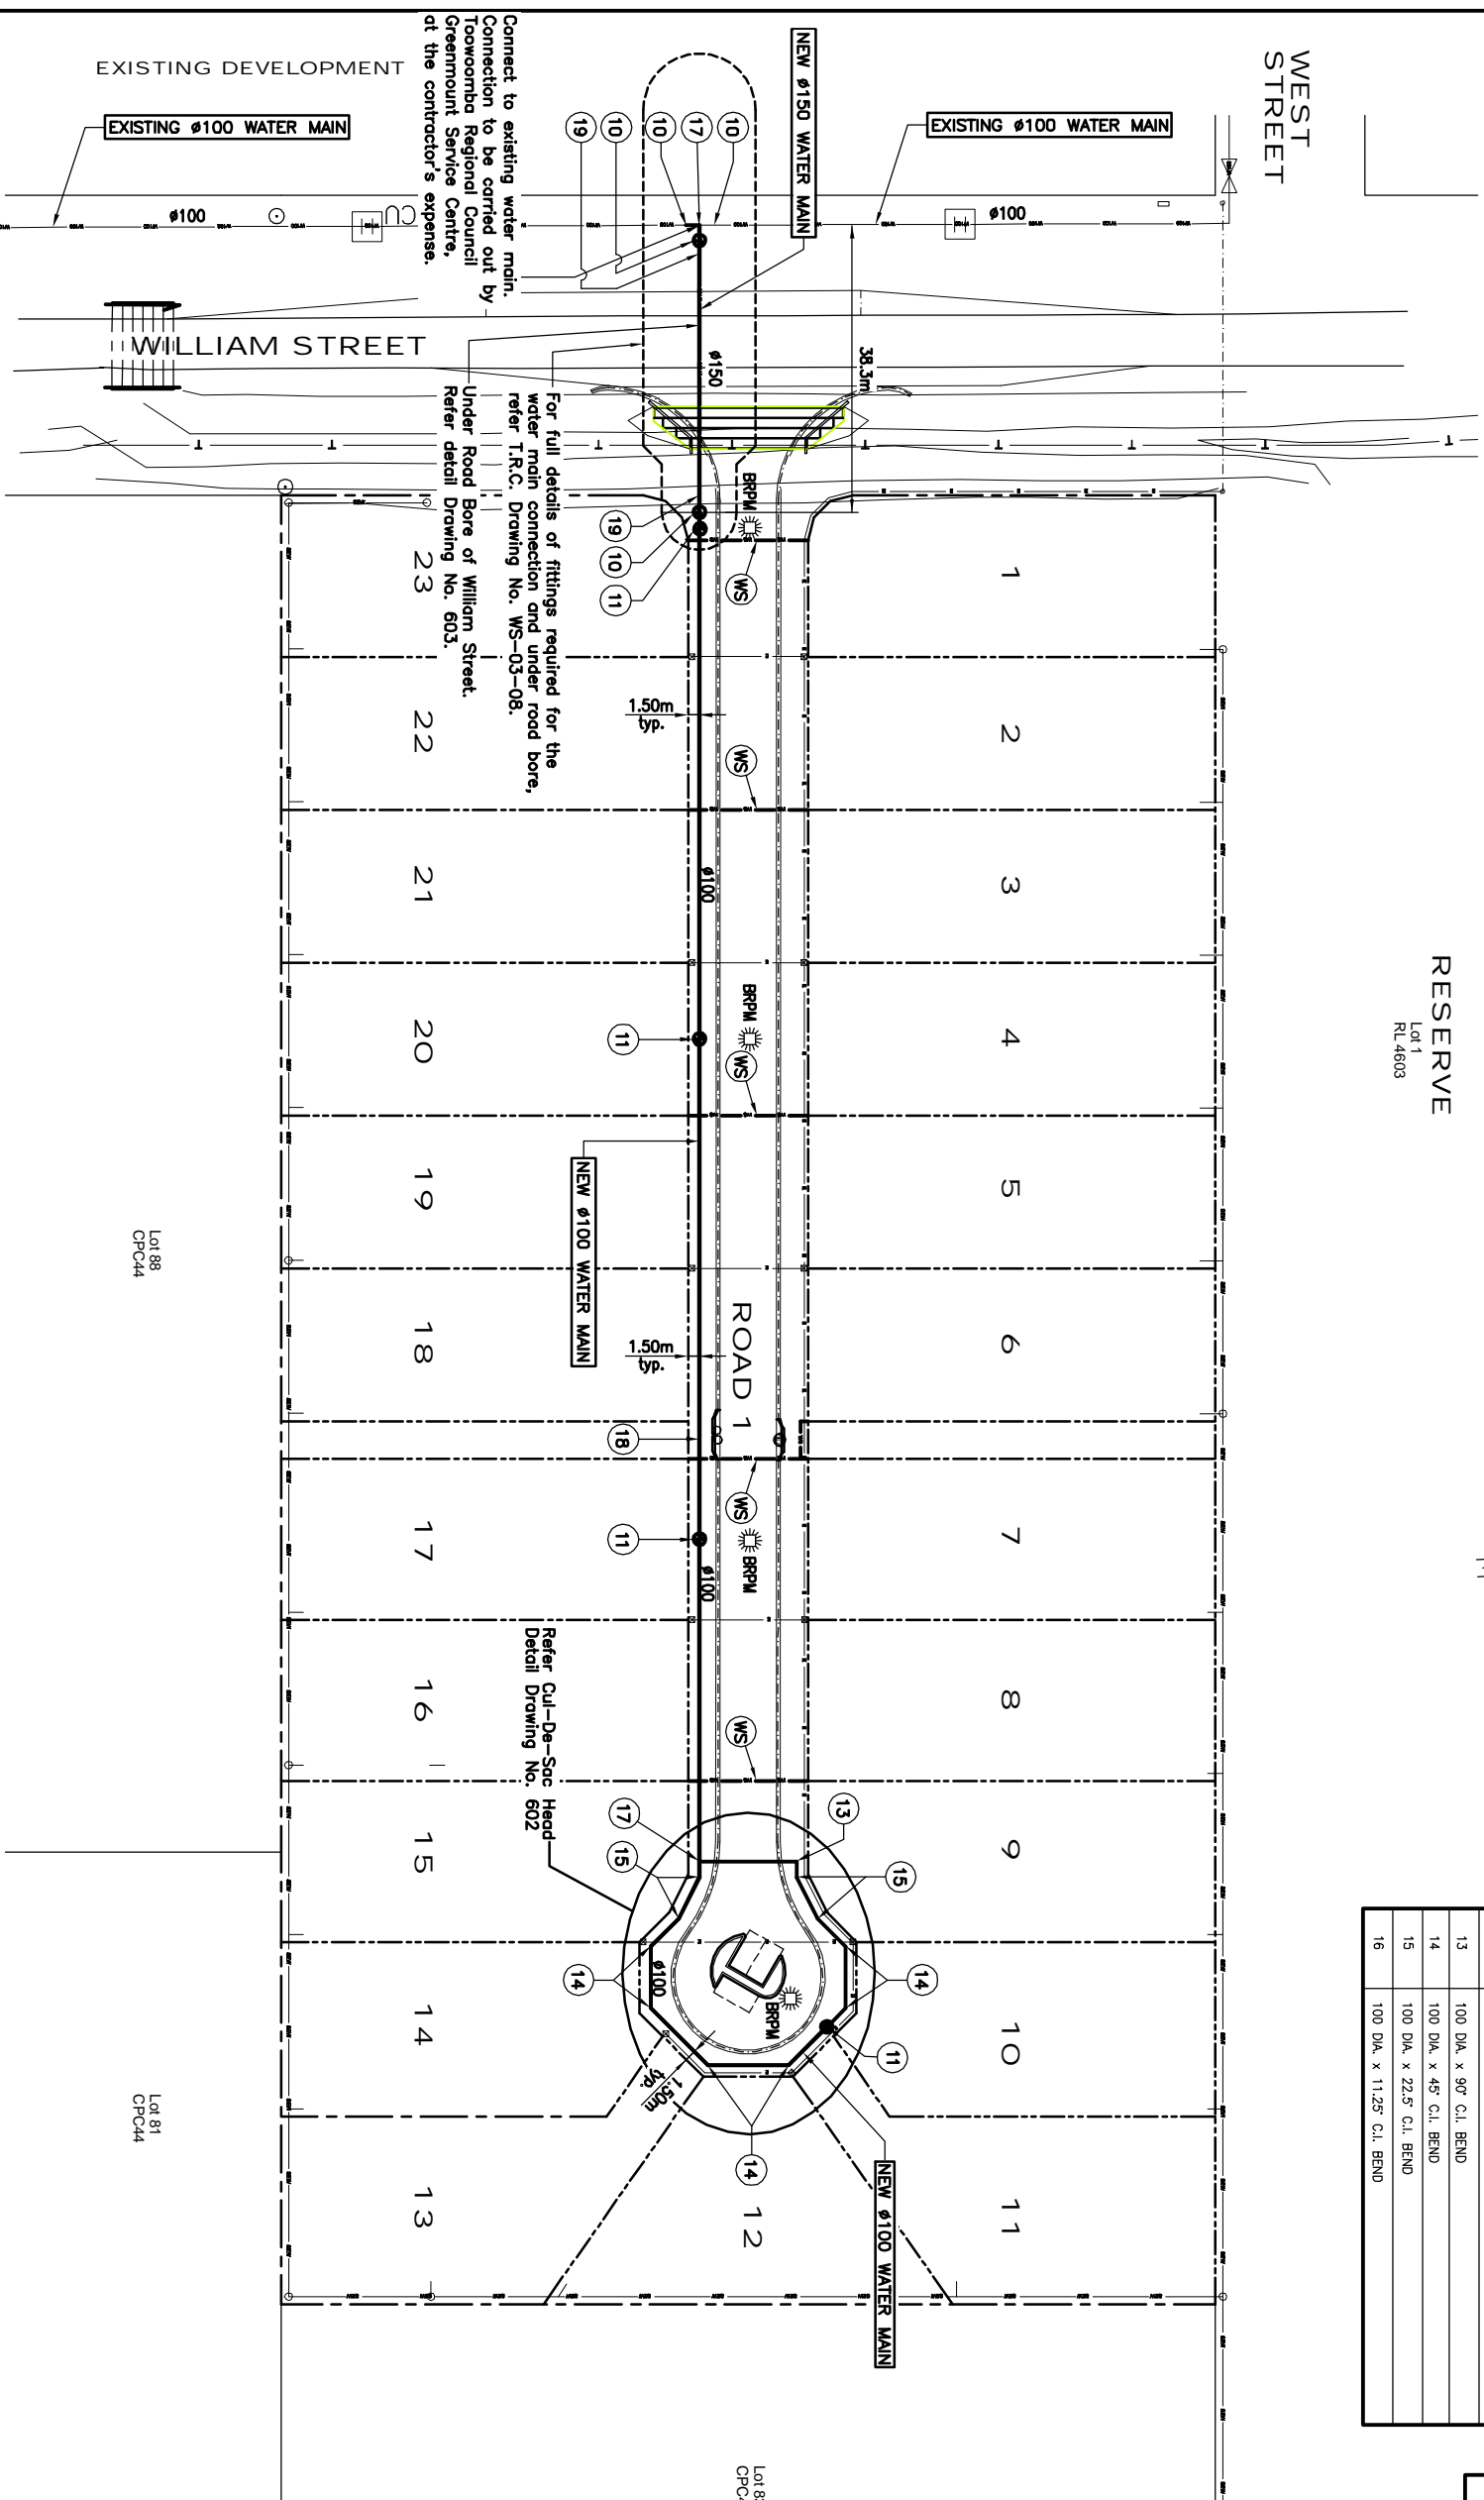 WEST
STREET
RESERVE
Lot 1
RL 4603
EXISTING DEVELOPMENT
EXISTING ø100 WATER MAIN
EXISTING ø100 WATER MAIN
NEW ø150 WATER MAIN
Connect to existing water main.
Connection to be carried out by
Toowoomba Regional Council
Greenmount Service Centre,
at the contractor's expense.
19
10
10
17
10
ø100
CU
H
H
ø100
WILLIAM STREET
ø150
38.3m
T
T
T
T
T
T
T
T
T
For full details of fittings required for the
water main connection and under road bore,
refer T.R.C. Drawing No. WS-03-08.
Under Road Bore of William Street.
Refer detail Drawing No. 603.
19
10
11
BRPM
WS
1
2
3
4
5
6
7
8
9
10
11
12
13
14
15
16
17
18
19
20
21
22
23
1.50m
typ.
WS
ø100
BRPM
11
WS
NEW ø100 WATER MAIN
1.50m
typ.
ROAD 1
18
WS
11
BRPM
ø100
Refer Cul-De-Sac Head
Detail Drawing No. 602
WS
17
13
15
15
14
14
ø100
BRPM
11
1.50m
typ.
14
NEW ø100 WATER MAIN
13 100 DIA. x 90° C.I. BEND
14 100 DIA. x 45° C.I. BEND
15 100 DIA. x 22.5° C.I. BEND
16 100 DIA. x 11.25° C.I. BEND
Lot 88
CPC44
Lot 81
CPC44